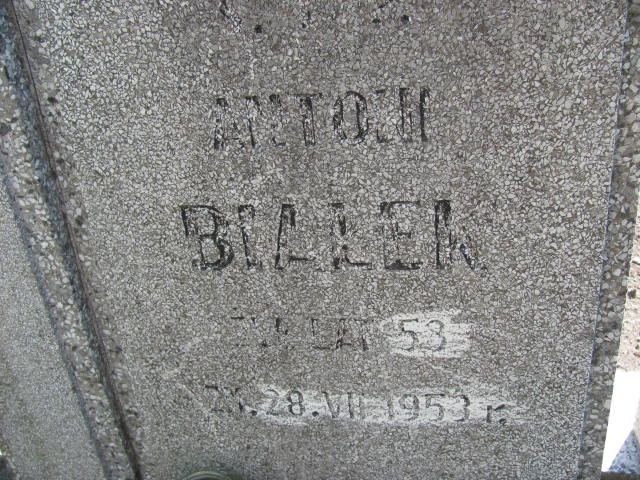 Ś. P.
ANTONI
BIAŁEK
ŻYŁ LAT 53
ZM. 28. VII. 1953 r.